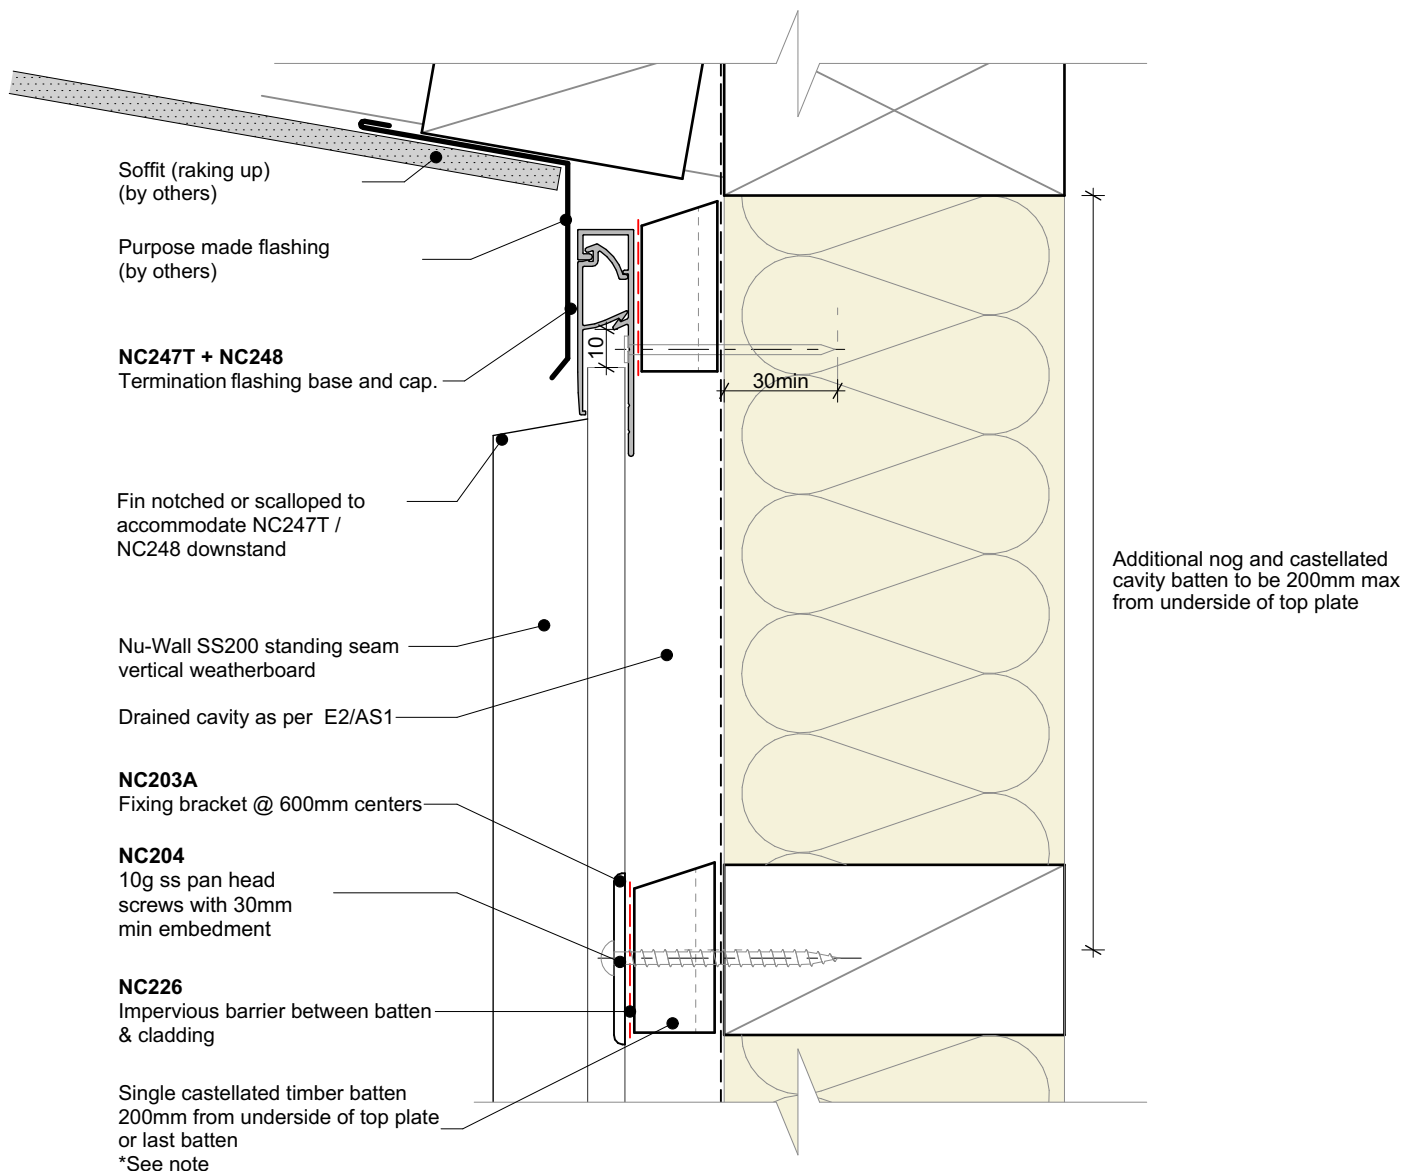 Soffit (raking up)
(by others)
Purpose made flashing
(by others)
NC247T + NC248
Termination flashing base and cap.
10
30min
Fin notched or scalloped to
accommodate NC247T /
NC248 downstand
Additional nog and castellated
cavity batten to be 200mm max
from underside of top plate
Nu-Wall SS200 standing seam
vertical weatherboard
Drained cavity as per E2/AS1
NC203A
Fixing bracket @ 600mm centers
NC204
10g ss pan head
screws with 30mm
min embedment
NC226
Impervious barrier between batten
& cladding
Single castellated timber batten
200mm from underside of top plate
or last batten
*See note